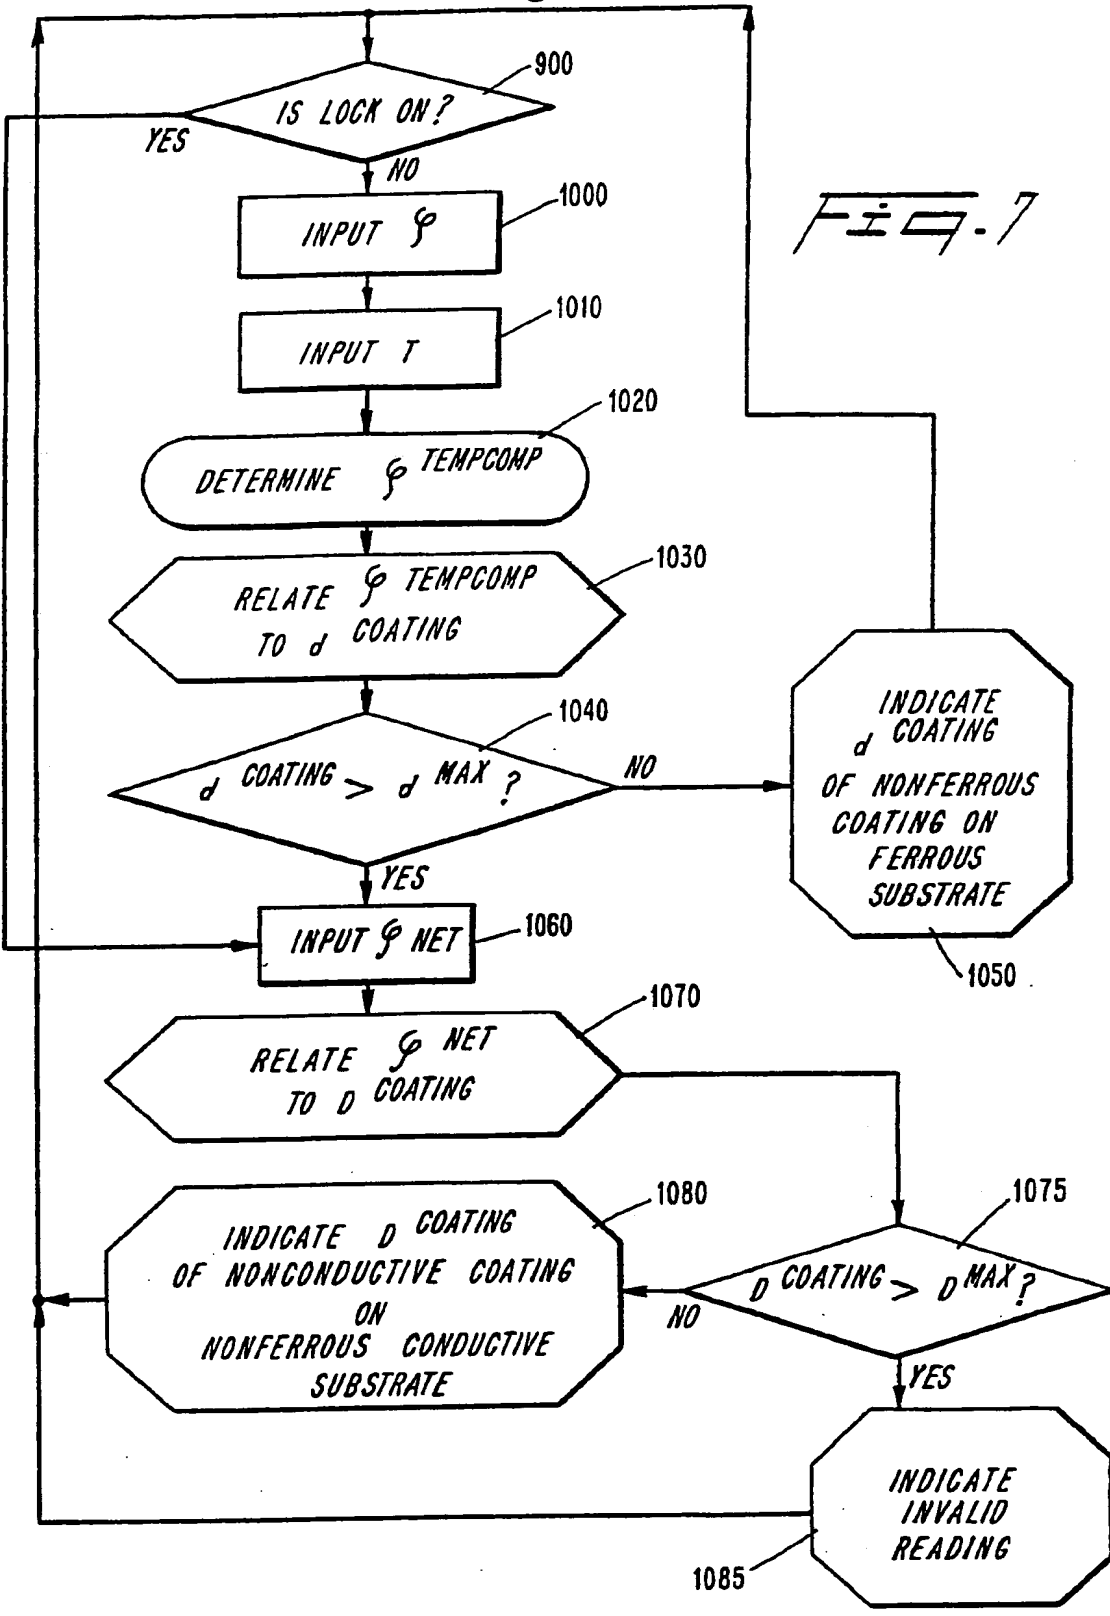 900
IS LOCK ON?
YES
NO
1000
INPUT φ
Fig. 7
1010
INPUT T
1020
DETERMINE φ TEMPCOMP
1030
RELATE φ TEMPCOMP
TO d COATING
1040
d COATING > d MAX ?
NO
YES
INDICATE
d COATING
OF NONFERROUS
COATING ON
FERROUS
SUBSTRATE
1050
INPUT φ NET
1060
1070
RELATE φ NET
TO D COATING
1080
INDICATE D COATING
OF NONCONDUCTIVE COATING
ON
NONFERROUS CONDUCTIVE
SUBSTRATE
1075
D COATING > D MAX ?
NO
YES
INDICATE
INVALID
READING
1085